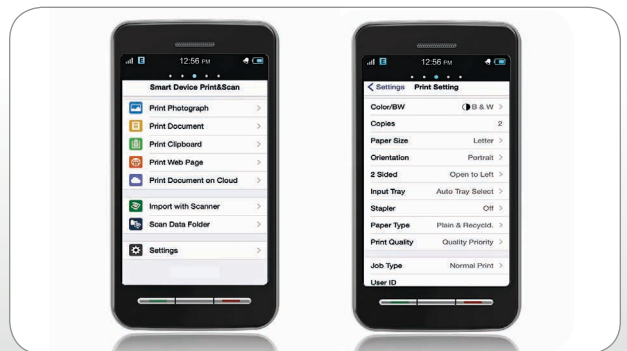 E
12:56 PM
Smart Device Print&Scan
Print Photograph
Print Document
Print Clipboard
Print Web Page
Print Document on Cloud
Import with Scanner
Scan Data Folder
Settings
E
12:56 PM
Settings Print Setting
Color/BW B & W
Copies 2
Paper Size Letter
Orientation Portrait
2 Sided Open to Left
Input Tray Auto Tray Select
Stapler Off
Paper Type Plain & Recycld.
Print Quality Quality Priority
Job Type Normal Print
User ID